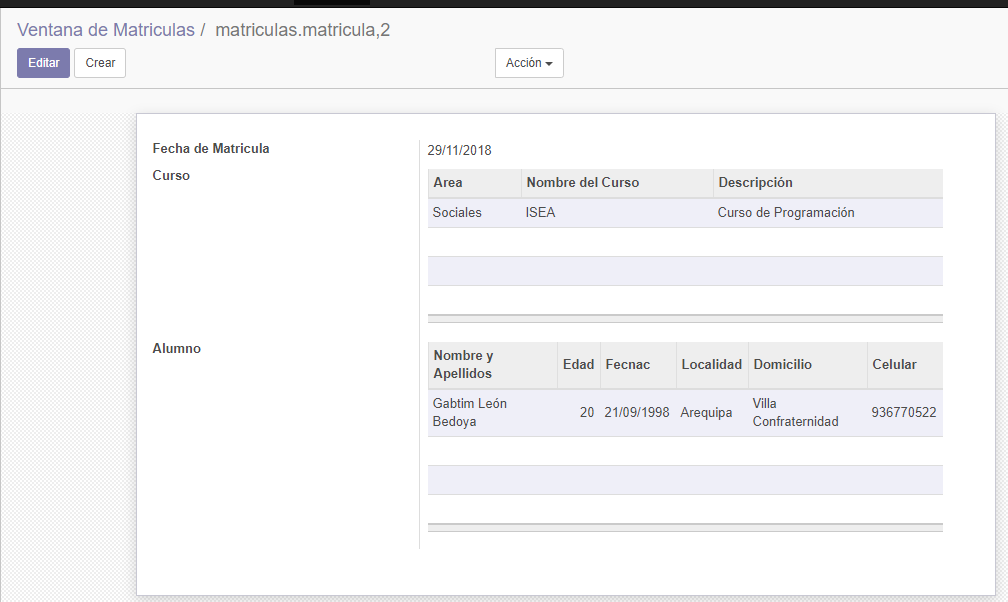 Ventana de Matriculas / matriculas.matricula,2
Editar Crear Acción
Fecha de Matricula 29/11/2018
Curso
Area Nombre del Curso Descripción
Sociales ISEA Curso de Programación
Alumno
Nombre y Apellidos Edad Fecnac Localidad Domicilio Celular
Gabtim León Bedoya 20 21/09/1998 Arequipa Villa Confraternidad 936770522